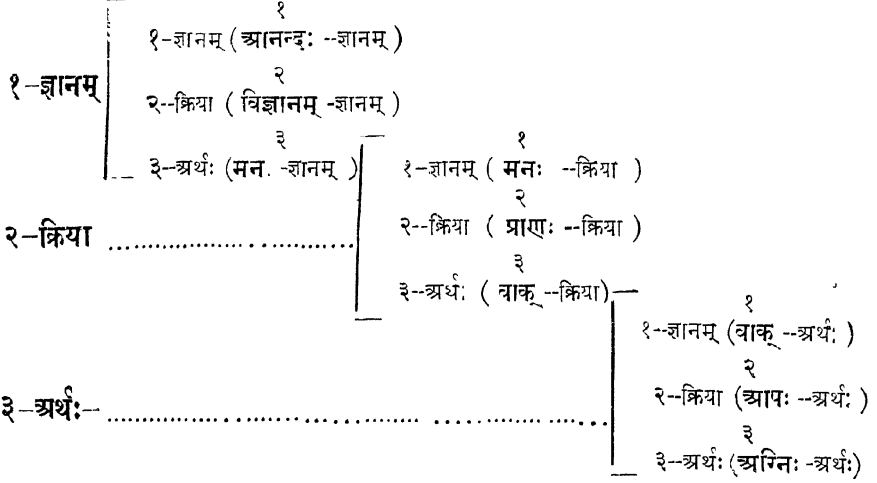 १
१-ज्ञानम् (आनन्दः --ज्ञानम् )
२
१-ज्ञानम्
२--क्रिया ( विज्ञानम् -ज्ञानम् )
३
३--अर्थः (मन. -ज्ञानम् )
१
१-ज्ञानम् ( मनः --क्रिया )
२
२-क्रिया ....................................
२--क्रिया ( प्राणः --क्रिया )
३
३--अर्थः ( वाक् --क्रिया)
१
१--ज्ञानम् (वाक् --अर्थः )
२
३-अर्थः- ....................................
२--क्रिया (आपः --अर्थः )
३
३--अर्थः (अग्निः -अर्थः)